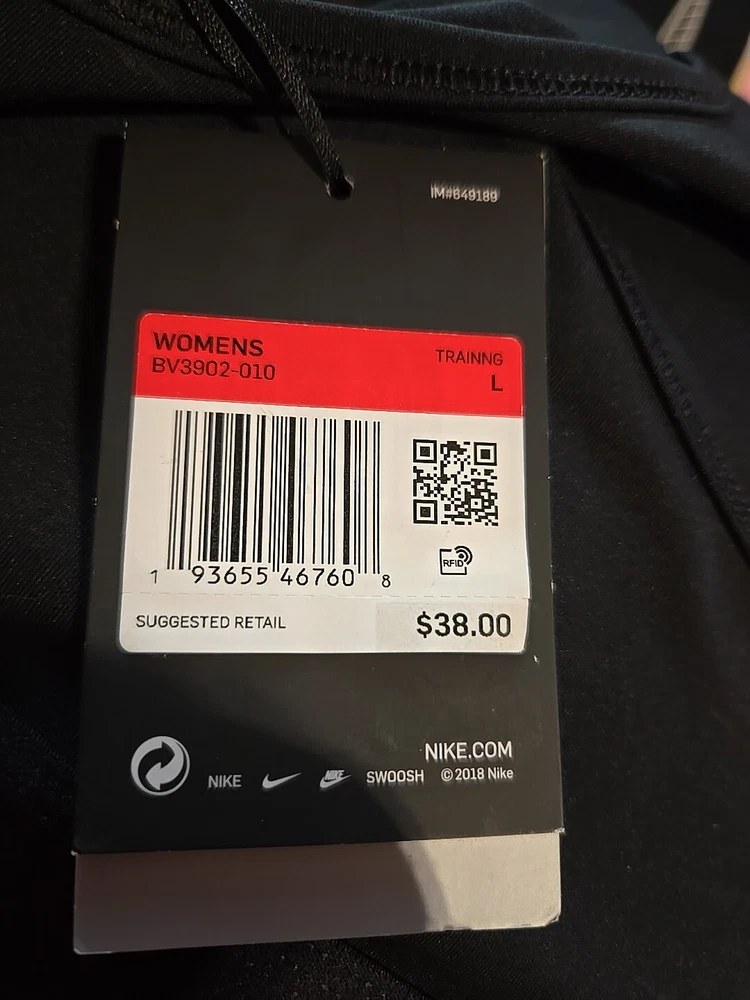 IM#649189
WOMENS
BV3902-010
TRAINNG
L
1 93655 46760 8
RFID
SUGGESTED RETAIL
$38.00
NIKE.COM
NIKE NIKE SWOOSH © 2018 Nike